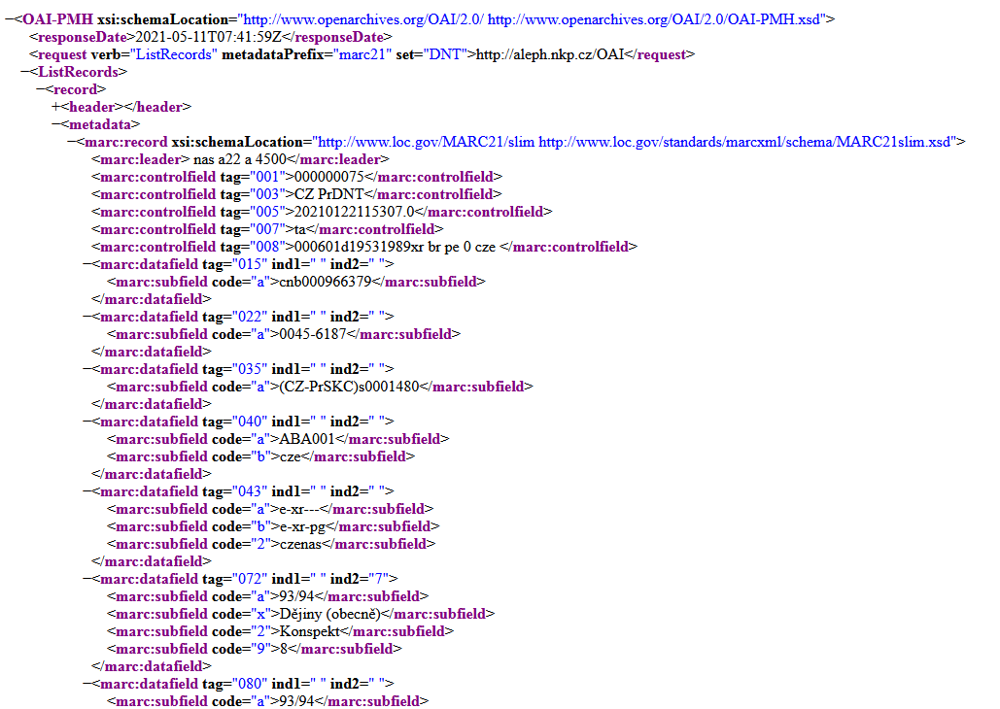 −<OAI-PMH xsi:schemaLocation="http://www.openarchives.org/OAI/2.0/ http://www.openarchives.org/OAI/2.0/OAI-PMH.xsd">
<responseDate>2021-05-11T07:41:59Z</responseDate>
<request verb="ListRecords" metadataPrefix="marc21" set="DNT">http://aleph.nkp.cz/OAI</request>
−<ListRecords>
−<record>
+<header></header>
−<metadata>
−<marc:record xsi:schemaLocation="http://www.loc.gov/MARC21/slim http://www.loc.gov/standards/marcxml/schema/MARC21slim.xsd">
<marc:leader> nas a22 a 4500</marc:leader>
<marc:controlfield tag="001">000000075</marc:controlfield>
<marc:controlfield tag="003">CZ PrDNT</marc:controlfield>
<marc:controlfield tag="005">20210122115307.0</marc:controlfield>
<marc:controlfield tag="007">ta</marc:controlfield>
<marc:controlfield tag="008">000601d19531989xr br pe 0 cze </marc:controlfield>
−<marc:datafield tag="015" ind1=" " ind2=" ">
<marc:subfield code="a">cnb000966379</marc:subfield>
</marc:datafield>
−<marc:datafield tag="022" ind1=" " ind2=" ">
<marc:subfield code="a">0045-6187</marc:subfield>
</marc:datafield>
−<marc:datafield tag="035" ind1=" " ind2=" ">
<marc:subfield code="a">(CZ-PrSKC)s0001480</marc:subfield>
</marc:datafield>
−<marc:datafield tag="040" ind1=" " ind2=" ">
<marc:subfield code="a">ABA001</marc:subfield>
<marc:subfield code="b">cze</marc:subfield>
</marc:datafield>
−<marc:datafield tag="043" ind1=" " ind2=" ">
<marc:subfield code="a">e-xr---</marc:subfield>
<marc:subfield code="b">e-xr-pg</marc:subfield>
<marc:subfield code="2">czenas</marc:subfield>
</marc:datafield>
−<marc:datafield tag="072" ind1=" " ind2="7">
<marc:subfield code="a">93/94</marc:subfield>
<marc:subfield code="x">Dějiny (obecně)</marc:subfield>
<marc:subfield code="2">Konspekt</marc:subfield>
<marc:subfield code="9">8</marc:subfield>
</marc:datafield>
−<marc:datafield tag="080" ind1=" " ind2=" ">
<marc:subfield code="a">93/94</marc:subfield>